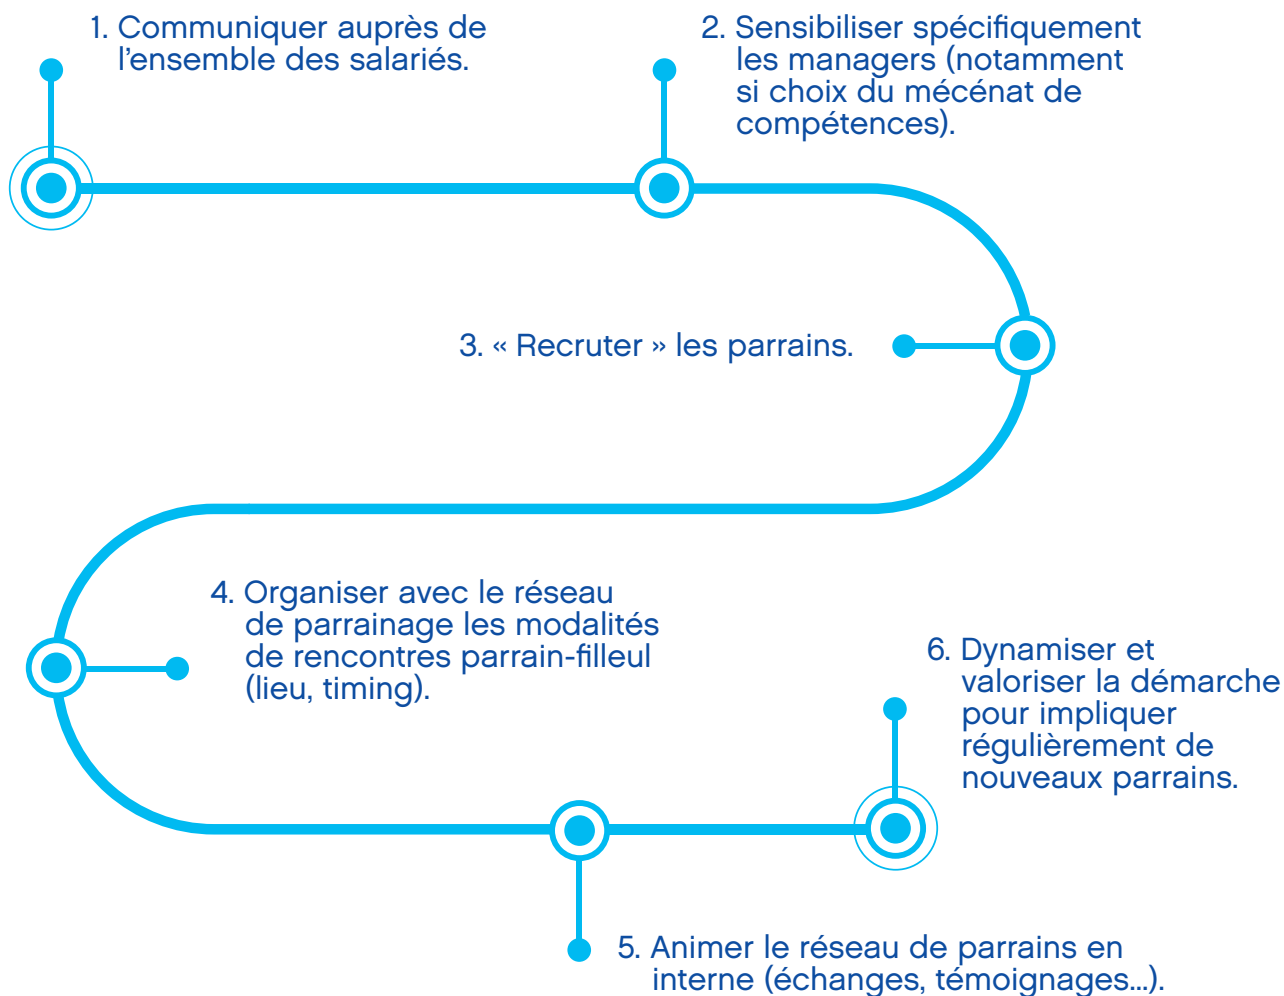 1. Communiquer auprès de
l’ensemble des salariés.
2. Sensibiliser spécifiquement
les managers (notamment
si choix du mécénat de
compétences).
3. « Recruter » les parrains.
4. Organiser avec le réseau
de parrainage les modalités
de rencontres parrain-filleul
(lieu, timing).
5. Animer le réseau de parrains en
interne (échanges, témoignages...).
6. Dynamiser et
valoriser la démarche
pour impliquer
régulièrement de
nouveaux parrains.